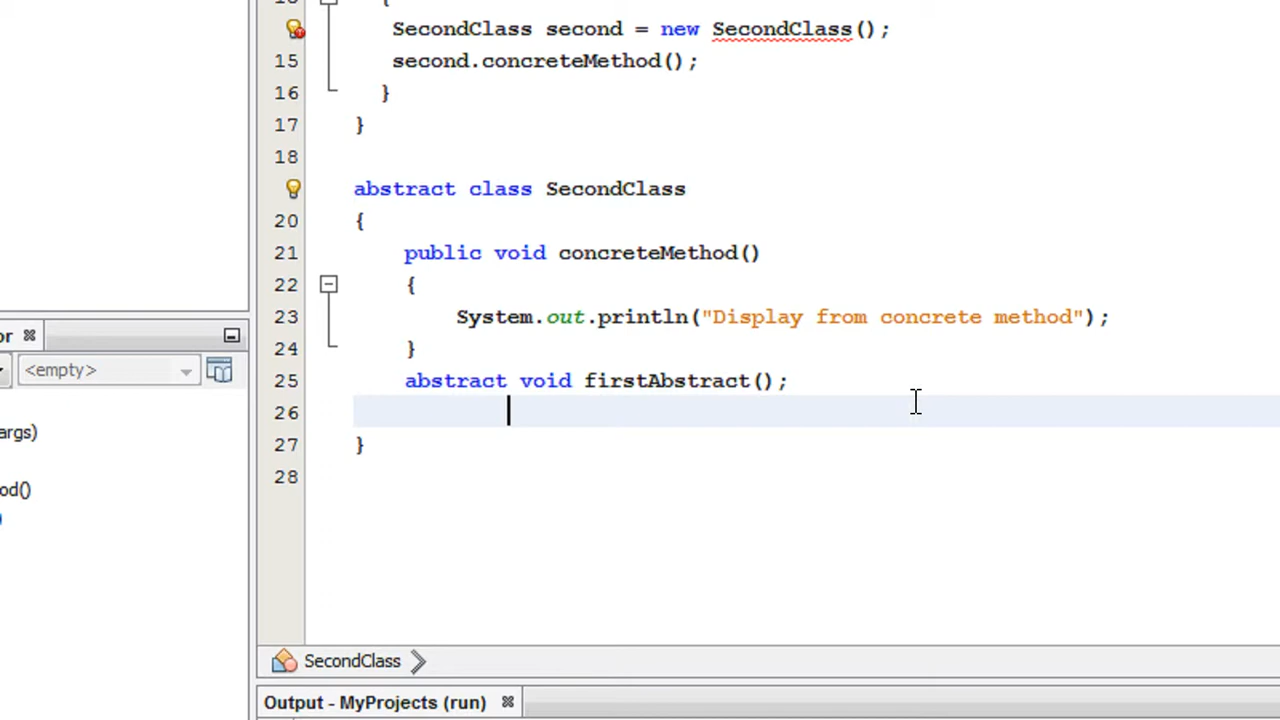 {
SecondClass second = new SecondClass();
15 second.concreteMethod();
16 }
17 }
18
abstract class SecondClass
20 {
21 public void concreteMethod()
22 {
23 System.out.println("Display from concrete method");
24 }
25 abstract void firstAbstract();
26
27 }
28
or
<empty>
args)
od()
)
SecondClass
Output - MyProjects (run)